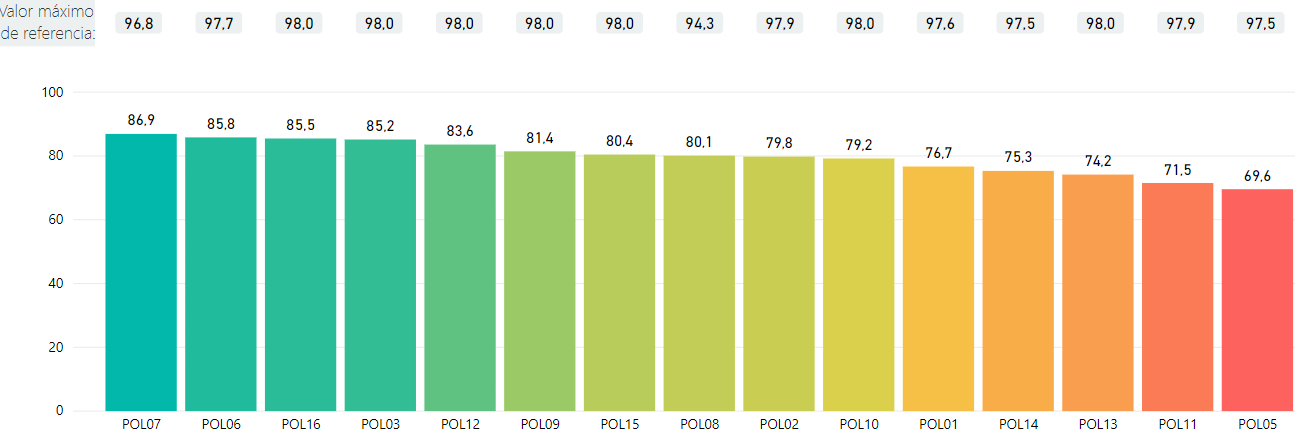 Valor máximo
de referencia:
96,8 97,7 98,0 98,0 98,0 98,0 98,0 94,3 97,9 98,0 97,6 97,5 98,0 97,9 97,5
100
86,9 85,8 85,5 85,2 83,6 81,4 80,4 80,1 79,8 79,2 76,7 75,3 74,2 71,5 69,6
80
60
40
20
0
POL07 POL06 POL16 POL03 POL12 POL09 POL15 POL08 POL02 POL10 POL01 POL14 POL13 POL11 POL05